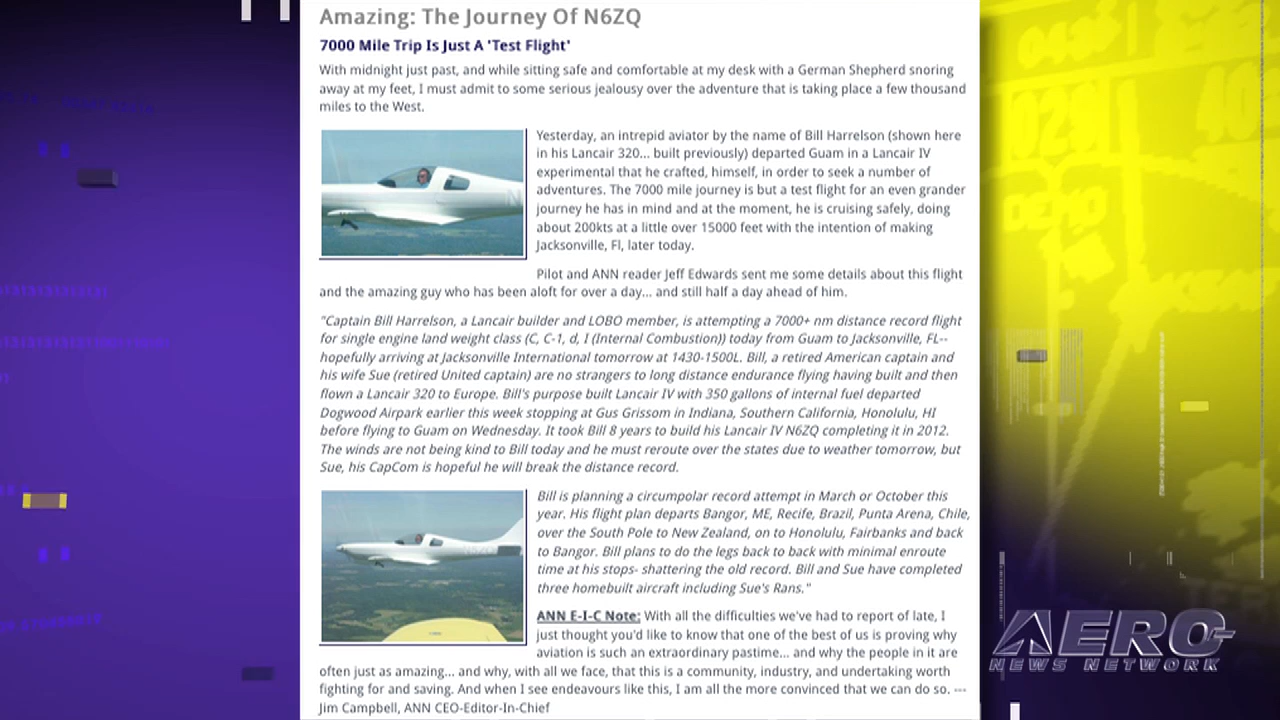 Amazing: The Journey Of N6ZQ
7000 Mile Trip Is Just A 'Test Flight'
With midnight just past, and while sitting safe and comfortable at my desk with a German Shepherd snoring
away at my feet, I must admit to some serious jealousy over the adventure that is taking place a few thousand
miles to the West.
Yesterday, an intrepid aviator by the name of Bill Harrelson (shown here
in his Lancair 320... built previously) departed Guam in a Lancair IV
experimental that he crafted, himself, in order to seek a number of
adventures. The 7000 mile journey is but a test flight for an even grander
journey he has in mind and at the moment, he is cruising safely, doing
about 200kts at a little over 15000 feet with the intention of making
Jacksonville, Fl, later today.
Pilot and ANN reader Jeff Edwards sent me some details about this flight
and the amazing guy who has been aloft for over a day... and still half a day ahead of him.
"Captain Bill Harrelson, a Lancair builder and LOBO member, is attempting a 7000+ nm distance record flight
for single engine land weight class (C, C-1, d, I (Internal Combustion)) today from Guam to Jacksonville, FL--
hopefully arriving at Jacksonville International tomorrow at 1430-1500L. Bill, a retired American captain and
his wife Sue (retired United captain) are no strangers to long distance endurance flying having built and then
flown a Lancair 320 to Europe. Bill's purpose built Lancair IV with 350 gallons of internal fuel departed
Dogwood Airpark earlier this week stopping at Gus Grissom in Indiana, Southern California, Honolulu, HI
before flying to Guam on Wednesday. It took Bill 8 years to build his Lancair IV N6ZQ completing it in 2012.
The winds are not being kind to Bill today and he must reroute over the states due to weather tomorrow, but
Sue, his CapCom is hopeful he will break the distance record.
Bill is planning a circumpolar record attempt in March or October this
year. His flight plan departs Bangor, ME, Recife, Brazil, Punta Arena, Chile,
over the South Pole to New Zealand, on to Honolulu, Fairbanks and back
to Bangor. Bill plans to do the legs back to back with minimal enroute
time at his stops- shattering the old record. Bill and Sue have completed
three homebuilt aircraft including Sue's Rans."
ANN E-I-C Note: With all the difficulties we've had to report of late, I
just thought you'd like to know that one of the best of us is proving why
aviation is such an extraordinary pastime... and why the people in it are
often just as amazing... and why, with all we face, that this is a community, industry, and undertaking worth
fighting for and saving. And when I see endeavours like this, I am all the more convinced that we can do so. ---
Jim Campbell, ANN CEO-Editor-In-Chief
AERO-
NEWS NETWORK